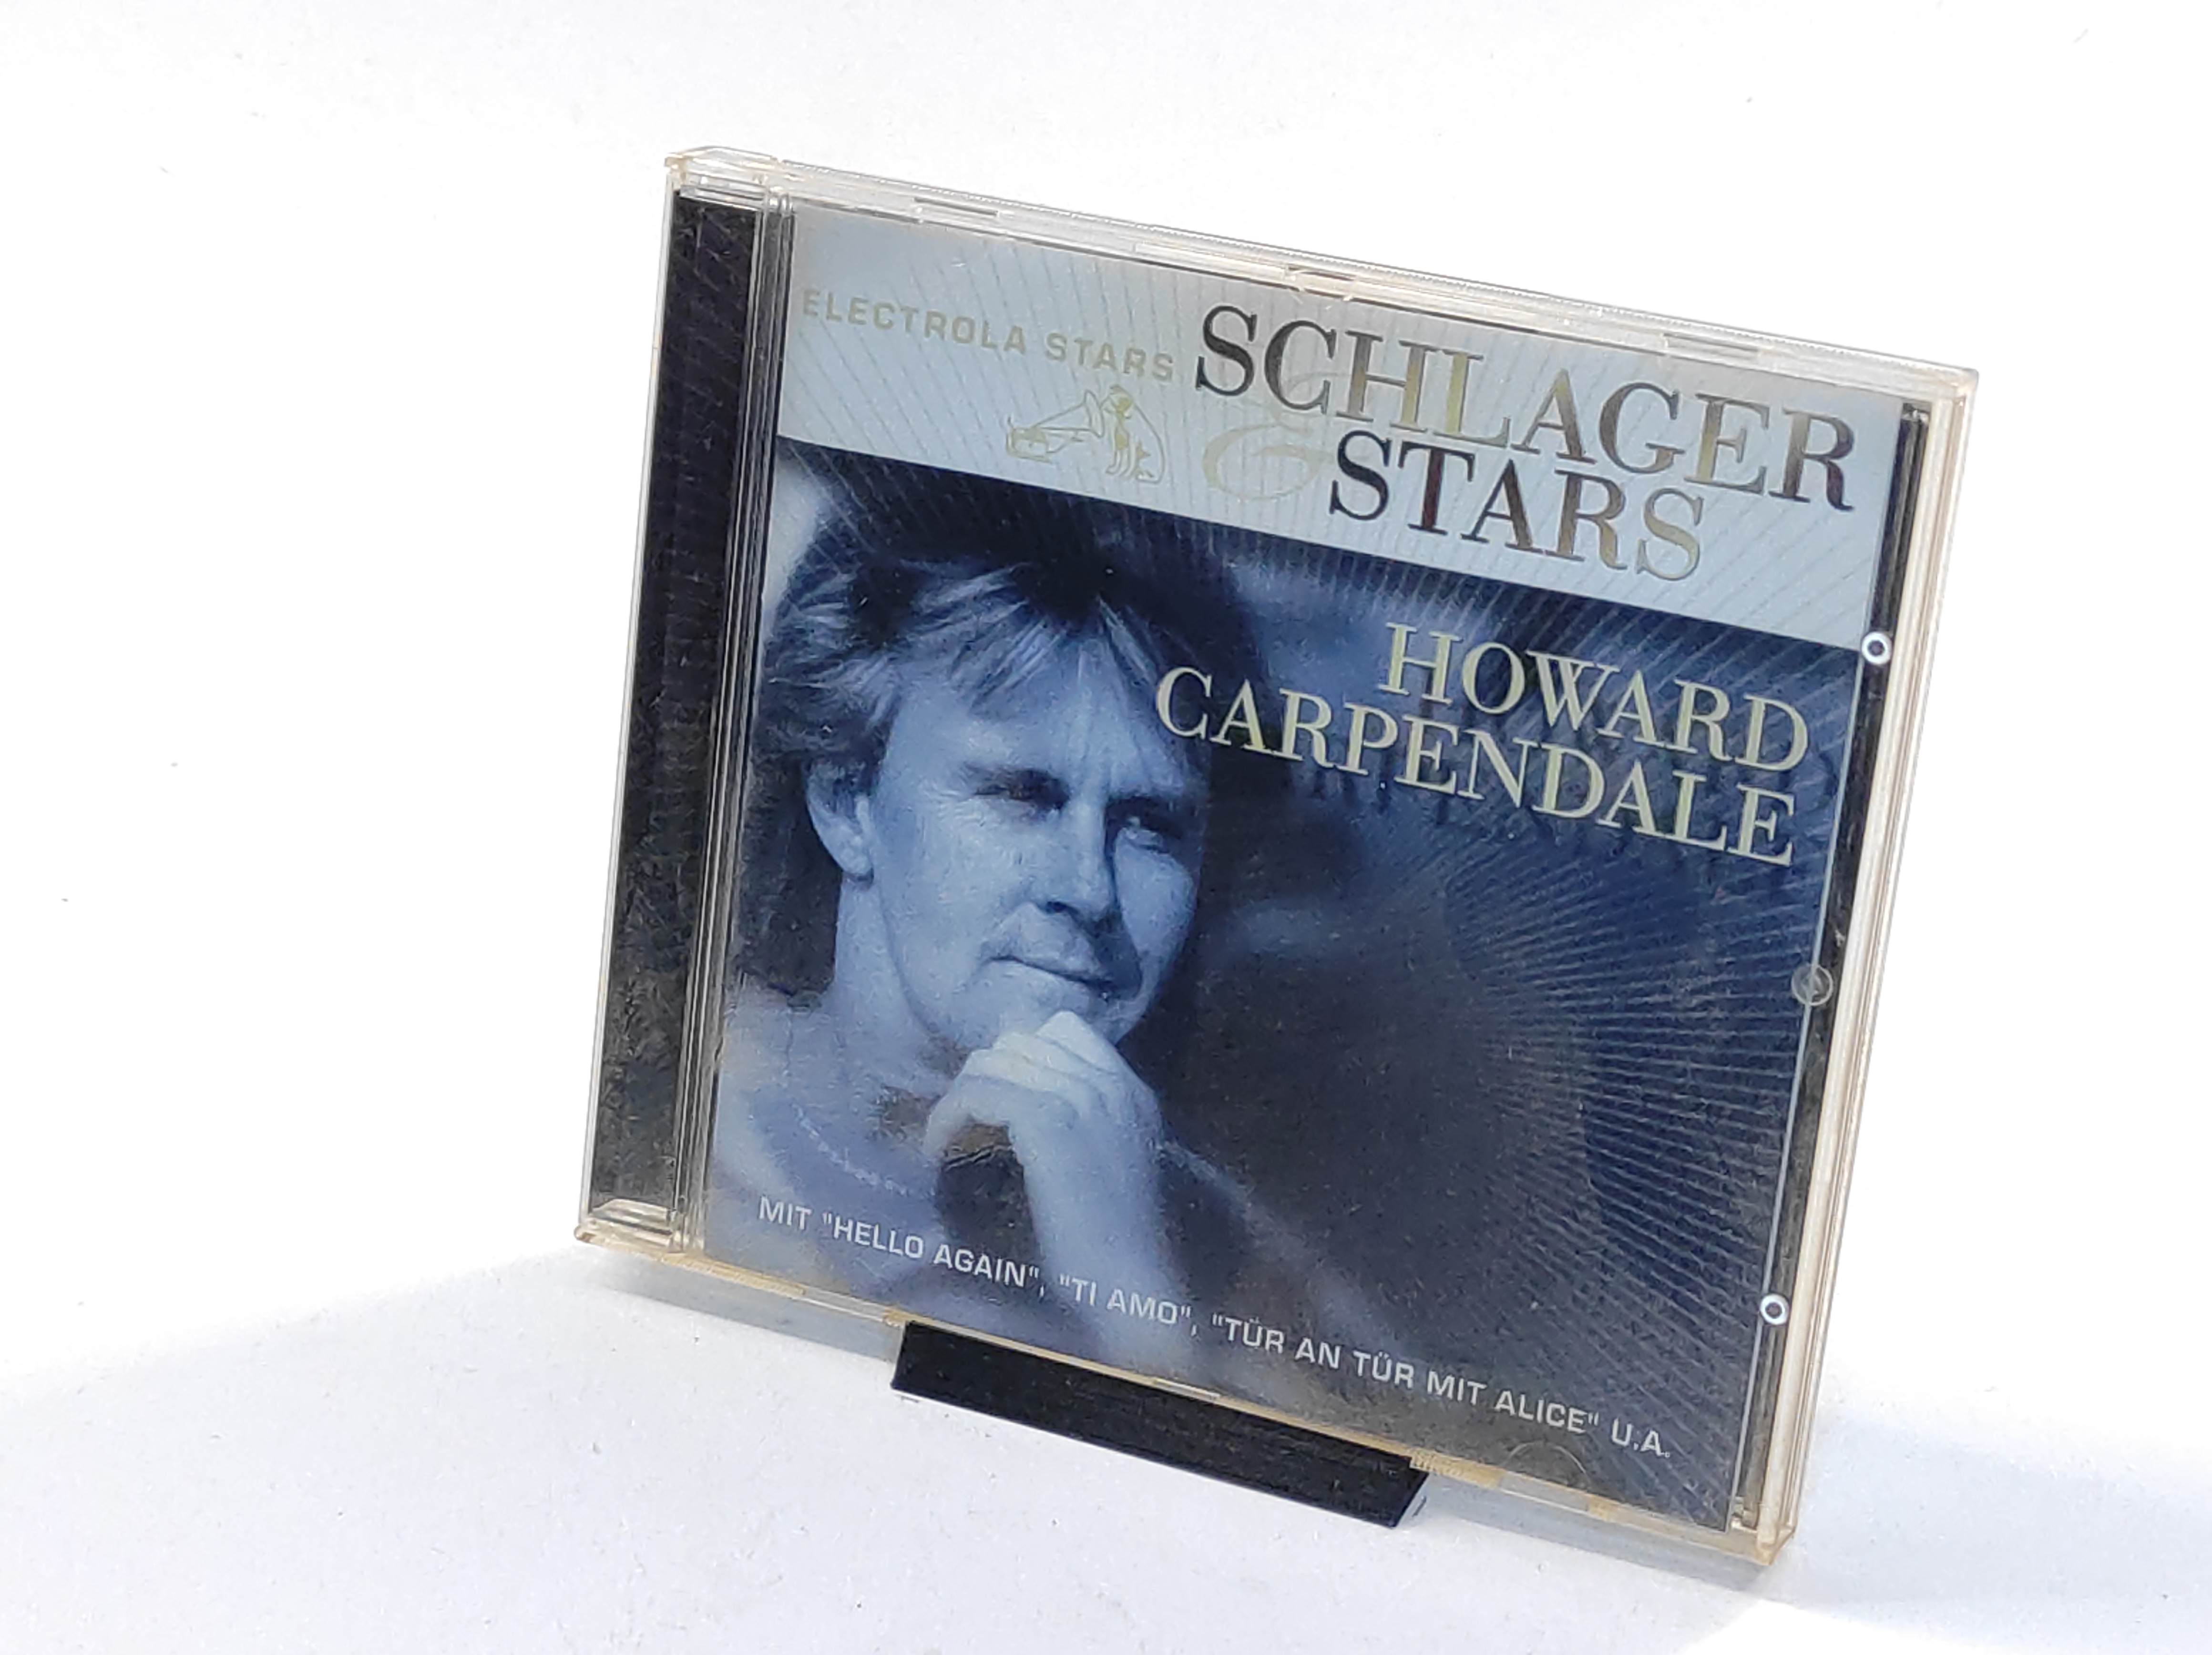 ELECTROLA STARS
SCHLAGER
& STARS
HOWARD
CARPENDALE
MIT "HELLO AGAIN", "TI AMO", "TÜR AN TÜR MIT ALICE" U.A.